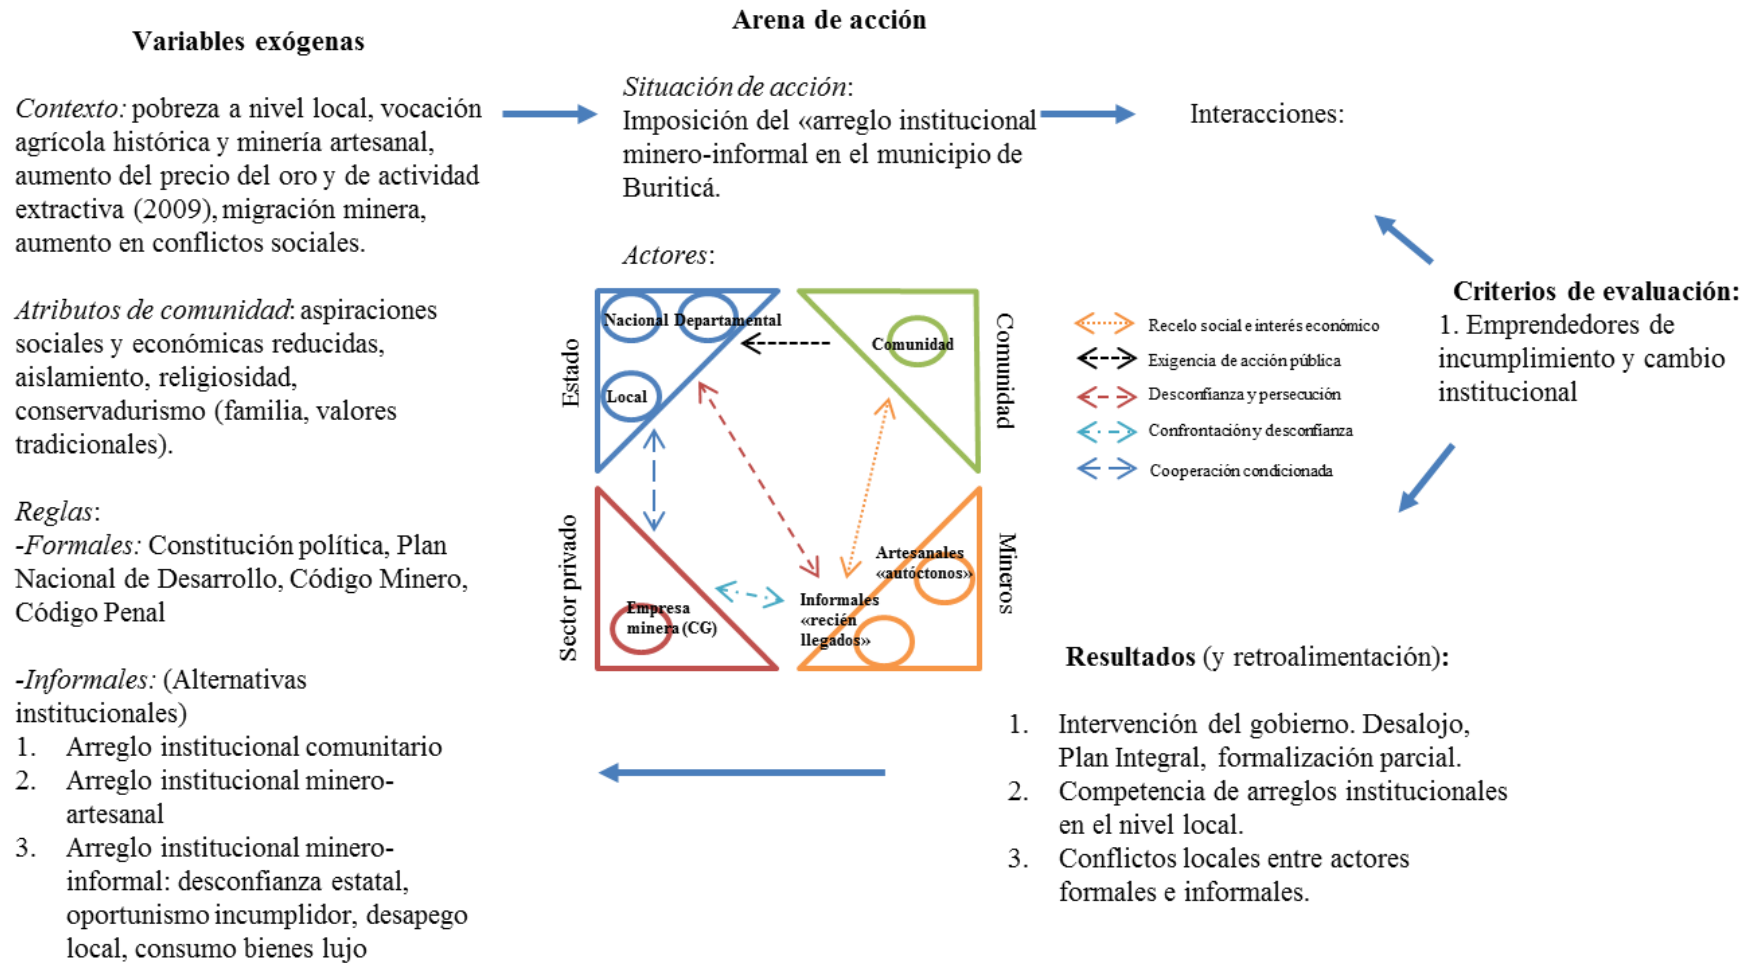 Variables exógenas
Contexto: pobreza a nivel local, vocación
agrícola histórica y minería artesanal,
aumento del precio del oro y de actividad
extractiva (2009), migración minera,
aumento en conflictos sociales.
Atributos de comunidad: aspiraciones
sociales y económicas reducidas,
aislamiento, religiosidad,
conservadurismo (familia, valores
tradicionales).
Reglas:
-Formales: Constitución política, Plan
Nacional de Desarrollo, Código Minero,
Código Penal
-Informales: (Alternativas
institucionales)
1. Arreglo institucional comunitario
2. Arreglo institucional minero-
artesanal
3. Arreglo institucional minero-
informal: desconfianza estatal,
oportunismo incumplidor, desapego
local, consumo bienes lujo
Arena de acción
Situación de acción:
Imposición del «arreglo institucional
minero-informal en el municipio de
Buriticá.
Actores:
Estado
Nacional
Departamental
Local
Comunidad
Comunidad
Sector privado
Empresa
minera (CG)
Mineros
Artesanales
«autóctonos»
Informales
«recién
llegados»
Recelo social e interés económico
Exigencia de acción pública
Desconfianza y persecución
Confrontación y desconfianza
Cooperación condicionada
Interacciones:
Criterios de evaluación:
1. Emprendedores de
incumplimiento y cambio
institucional
Resultados (y retroalimentación):
1. Intervención del gobierno. Desalojo,
Plan Integral, formalización parcial.
2. Competencia de arreglos institucionales
en el nivel local.
3. Conflictos locales entre actores
formales e informales.